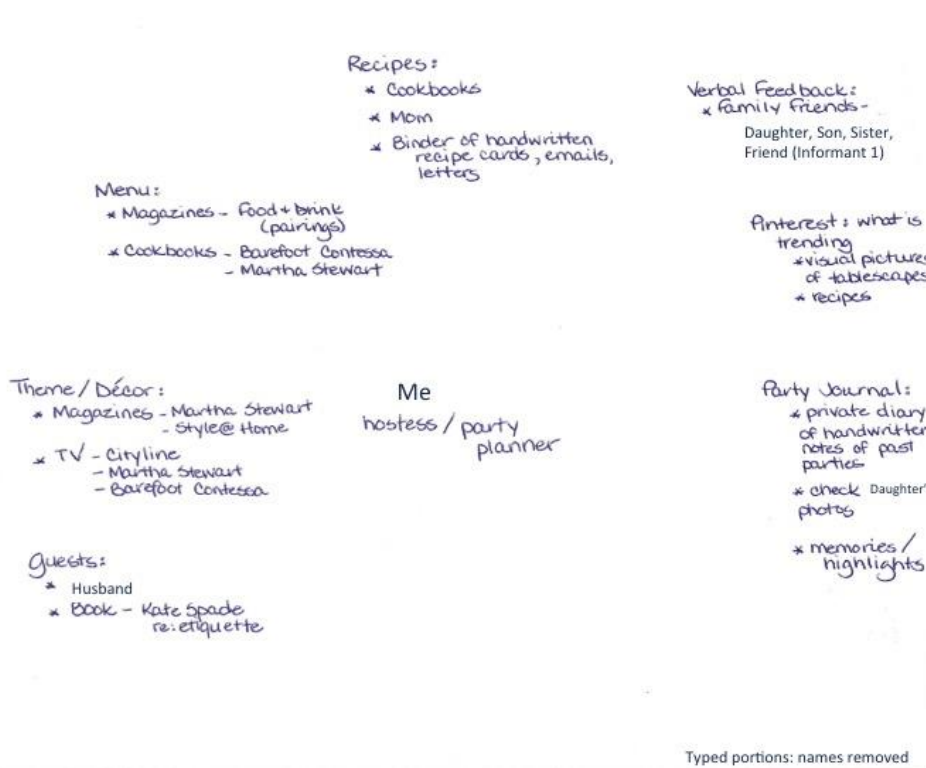 Recipes:
* Cookbooks
* Mom
* Binder of handwritten
recipe cards, emails,
letters
Verbal Feedback:
* Family Friends-
Daughter, Son, Sister,
Friend (Informant 1)
Menu:
* Magazines - Food + brink
(pairings)
* Cookbooks - Barefoot Contessa
- Martha Stewart
Pinterest: what is
trending
* visual pictures
of tablescapes
* recipes
Theme/Décor:
* Magazines - Martha Stewart
- Style@ Home
* TV - Cityline
- Martha Stewart
- Barefoot Contessa
Me
hostess / party
planner
Party Journal:
* private diary
of handwritten
notes of past
parties
* check Daughter'
photos
* memories/
highlights
Guests:
* Husband
* Book - Kate Spade
re: etiquette
Typed portions: names removed